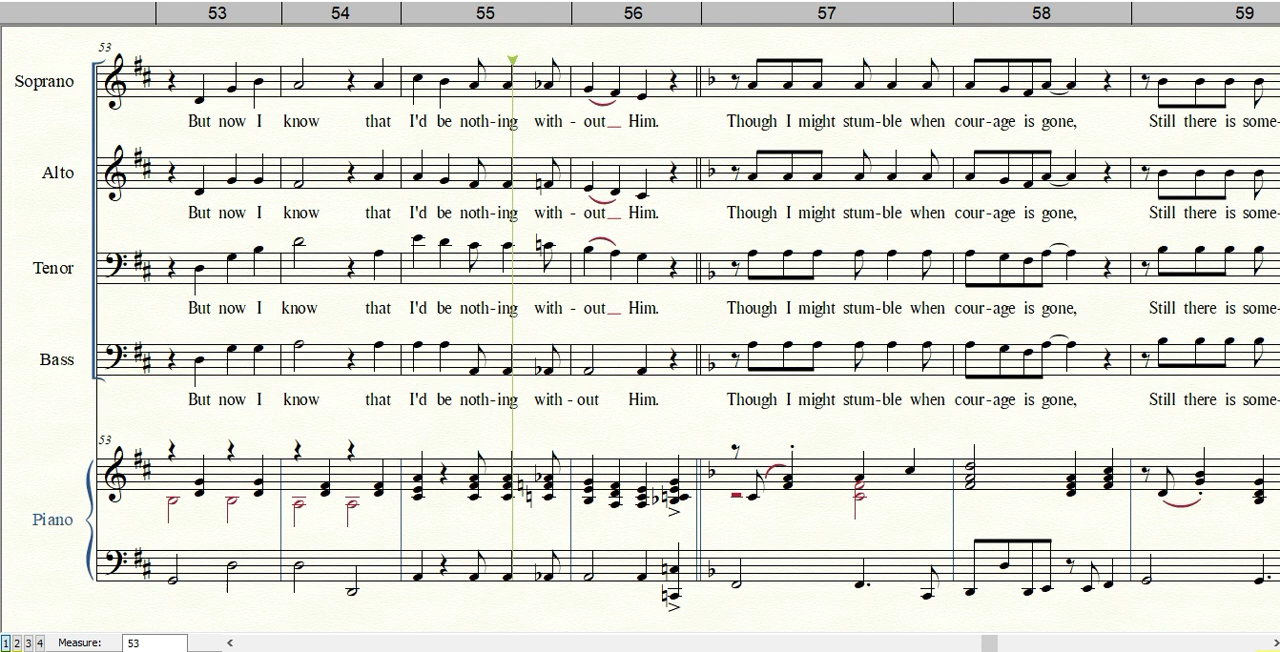 53 54 55 56 57 58 59
53
Soprano
But now I know that I'd be noth-ing with - out__ Him. Though I might stum-ble when cour-age is gone, Still there is some-
Alto
But now I know that I'd be noth-ing with - out__ Him. Though I might stum-ble when cour-age is gone, Still there is some-
Tenor
But now I know that I'd be noth-ing with - out__ Him. Though I might stum-ble when cour-age is gone, Still there is some-
Bass
But now I know that I'd be noth-ing with - out Him. Though I might stum-ble when cour-age is gone, Still there is some-
53
Piano
1 2 3 4 Measure: 53